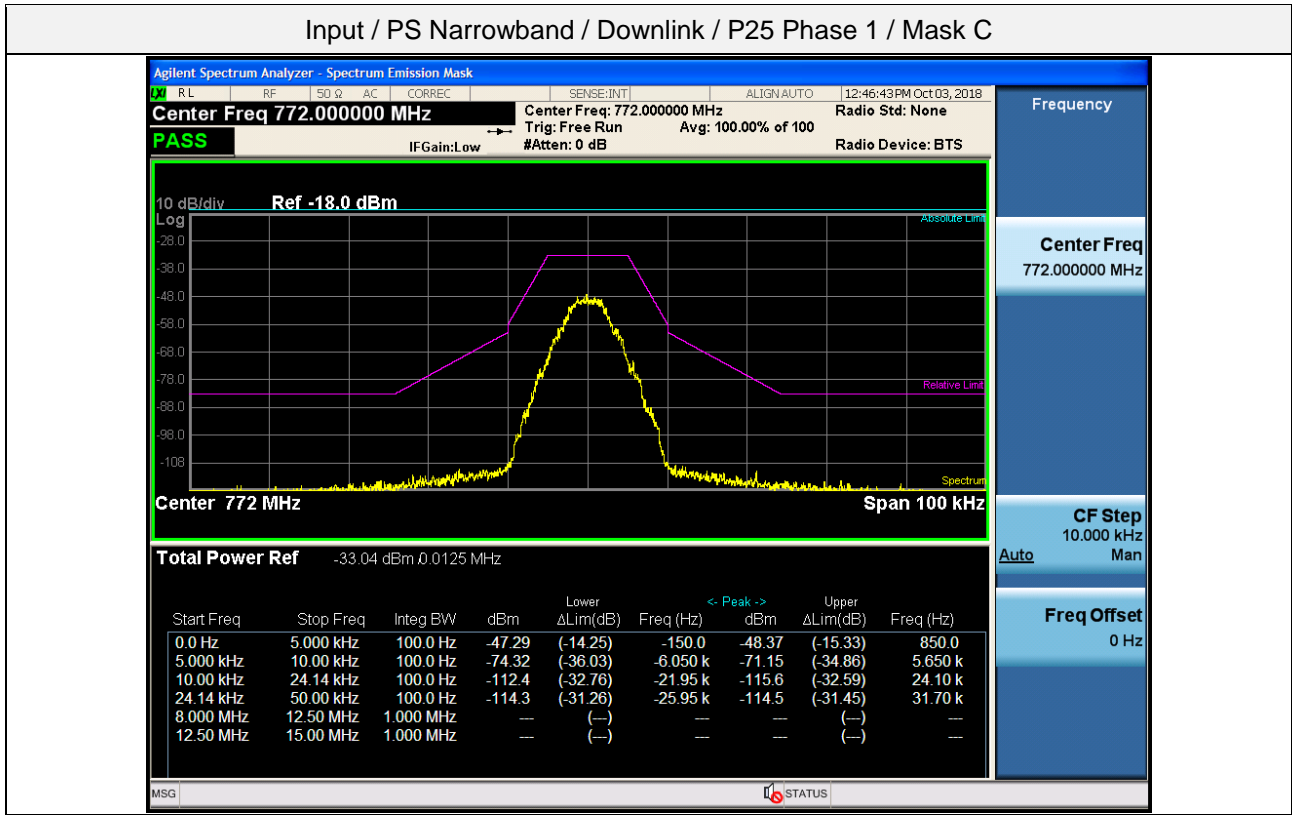 Input / PS Narrowband / Downlink / P25 Phase 1 / Mask C
Agilent Spectrum Analyzer - Spectrum Emission Mask
LXI RL RF 50 Ω AC CORREC SENSE:INT ALIGN AUTO 12:46:43 PM Oct 03, 2018
Center Freq 772.000000 MHz
PASS
IFGain:Low
Center Freq: 772.000000 MHz
Trig: Free Run Avg: 100.00% of 100
#Atten: 0 dB
Radio Std: None
Radio Device: BTS
Frequency
10 dB/div Ref -18.0 dBm
Log
Absolute Limit
-28.0
-38.0
-48.0
-58.0
-68.0
-78.0
Relative Limit
-88.0
-98.0
-108
Spectrum
Center 772 MHz Span 100 kHz
Center Freq
772.000000 MHz
CF Step
10.000 kHz
Auto Man
Freq Offset
0 Hz
Total Power Ref -33.04 dBm / 0.0125 MHz
Lower <- Peak -> Upper
Start Freq Stop Freq Integ BW dBm ΔLim(dB) Freq (Hz) dBm ΔLim(dB) Freq (Hz)
0.0 Hz 5.000 kHz 100.0 Hz -47.29 (-14.25) -150.0 -48.37 (-15.33) 850.0
5.000 kHz 10.00 kHz 100.0 Hz -74.32 (-36.03) -6.050 k -71.15 (-34.86) 5.650 k
10.00 kHz 24.14 kHz 100.0 Hz -112.4 (-32.76) -21.95 k -115.6 (-32.59) 24.10 k
24.14 kHz 50.00 kHz 100.0 Hz -114.3 (-31.26) -25.95 k -114.5 (-31.45) 31.70 k
8.000 MHz 12.50 MHz 1.000 MHz --- (---) --- --- (---) ---
12.50 MHz 15.00 MHz 1.000 MHz --- (---) --- --- (---) ---
MSG STATUS